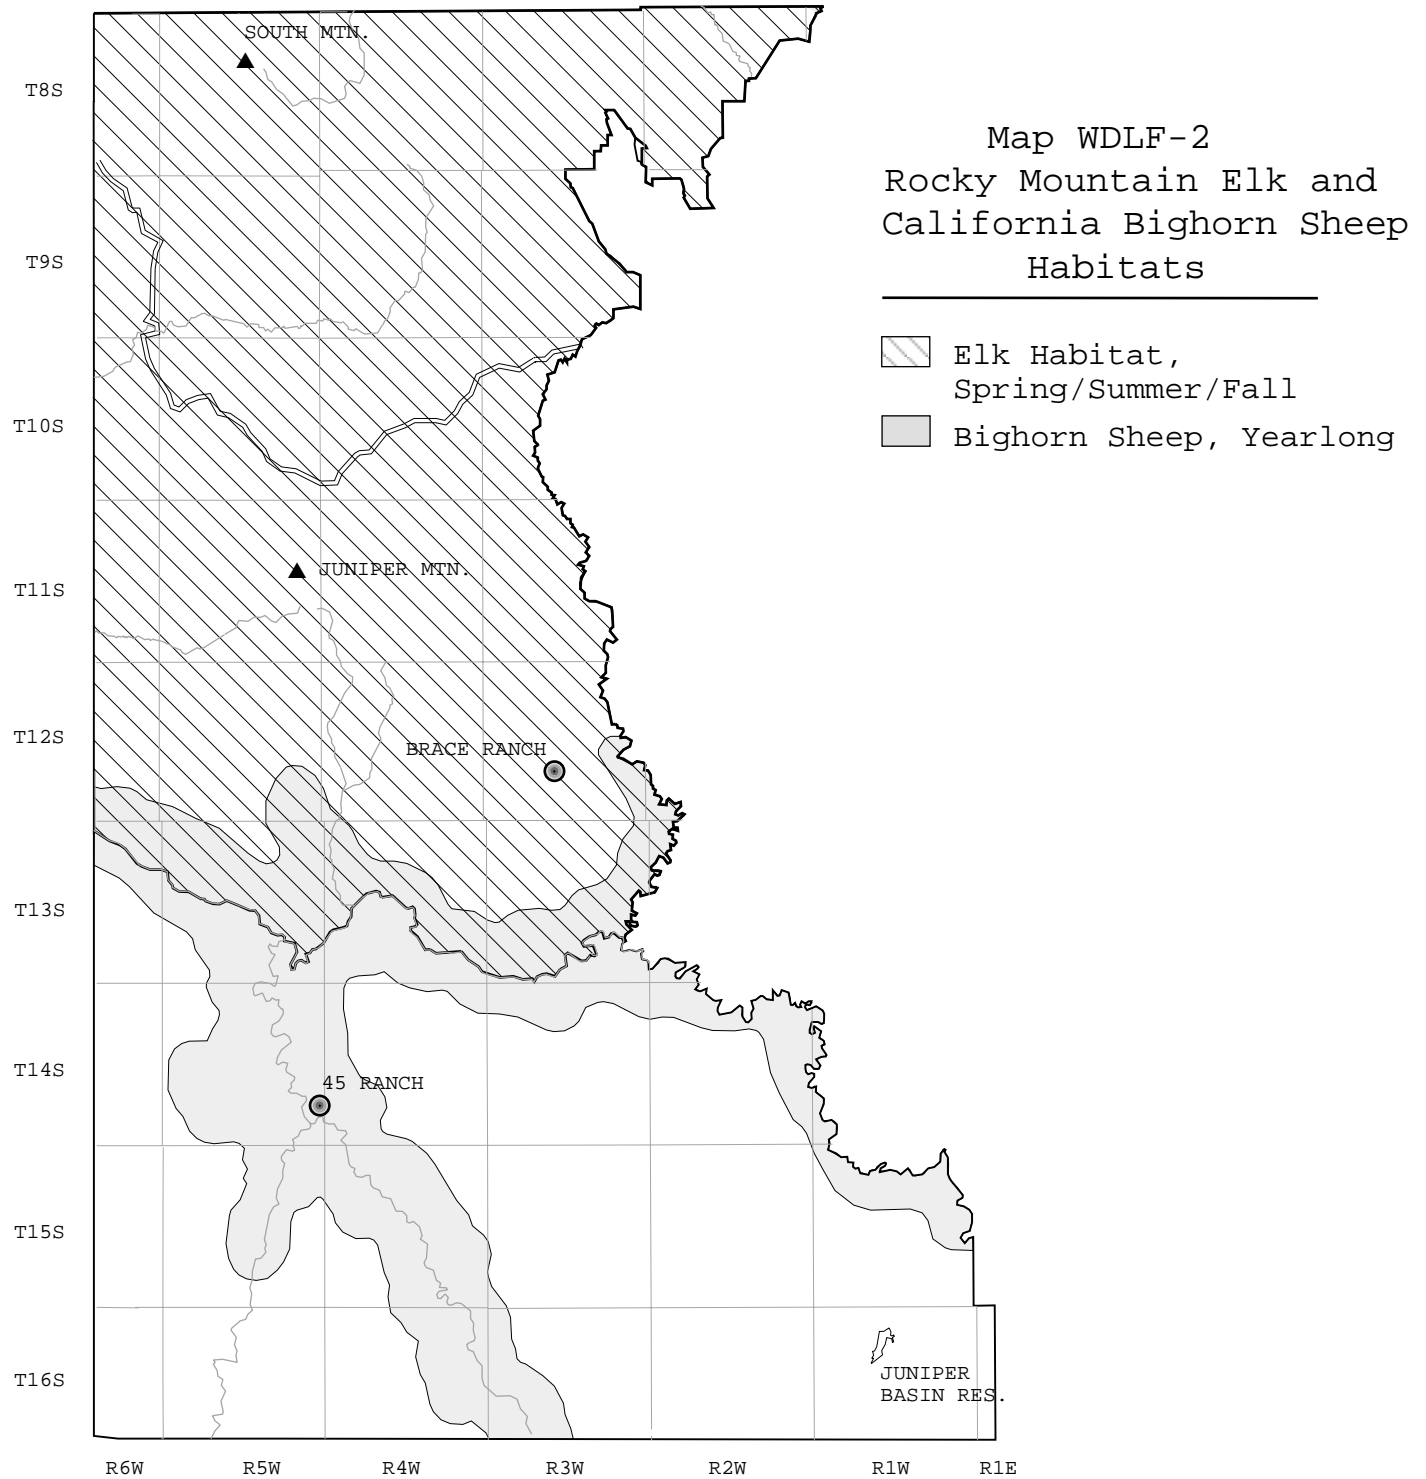 SOUTH MTN.
T8S
Map WDLF-2
Rocky Mountain Elk and
California Bighorn Sheep
Habitats
T9S
Elk Habitat,
Spring/Summer/Fall
T10S
Bighorn Sheep, Yearlong
JUNIPER MTN.
T11S
T12S
BRACE RANCH
T13S
T14S
45 RANCH
T15S
T16S
JUNIPER
BASIN RES.
R6W R5W R4W R3W R2W R1W R1E